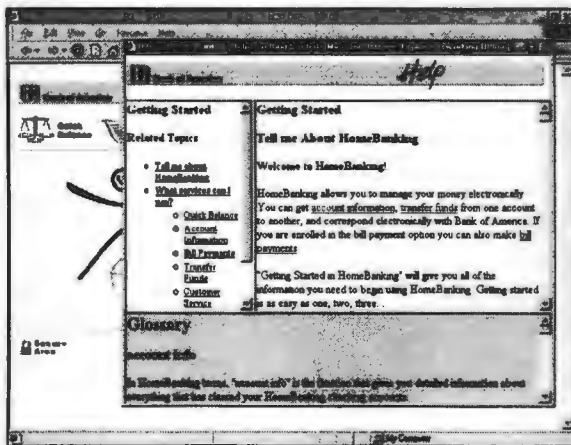 Go Favorites Help
Help
Quick
Balance
Getting Started
Related Topics
Tell me about
HomeBanking
What services can I
use?
Quick Balance
Account
Information
Bill Payments
Transfer
Funds
Customer
Service
Getting Started
Tell me About HomeBanking
Welcome to HomeBanking!
HomeBanking allows you to manage your money electronically
You can get account information, transfer funds from one account
to another, and correspond electronically with Bank of America. If
you are enrolled in the bill payment option you can also make bill
payments
"Getting Started in HomeBanking" will give you all of the
information you need to begin using HomeBanking. Getting started
is as easy as one, two, three...
Glossary
account info
In HomeBanking terms, "account info" is the function that gives you detailed information about
everything that has cleared your HomeBanking checking accounts.
Secure
Area
My Computer